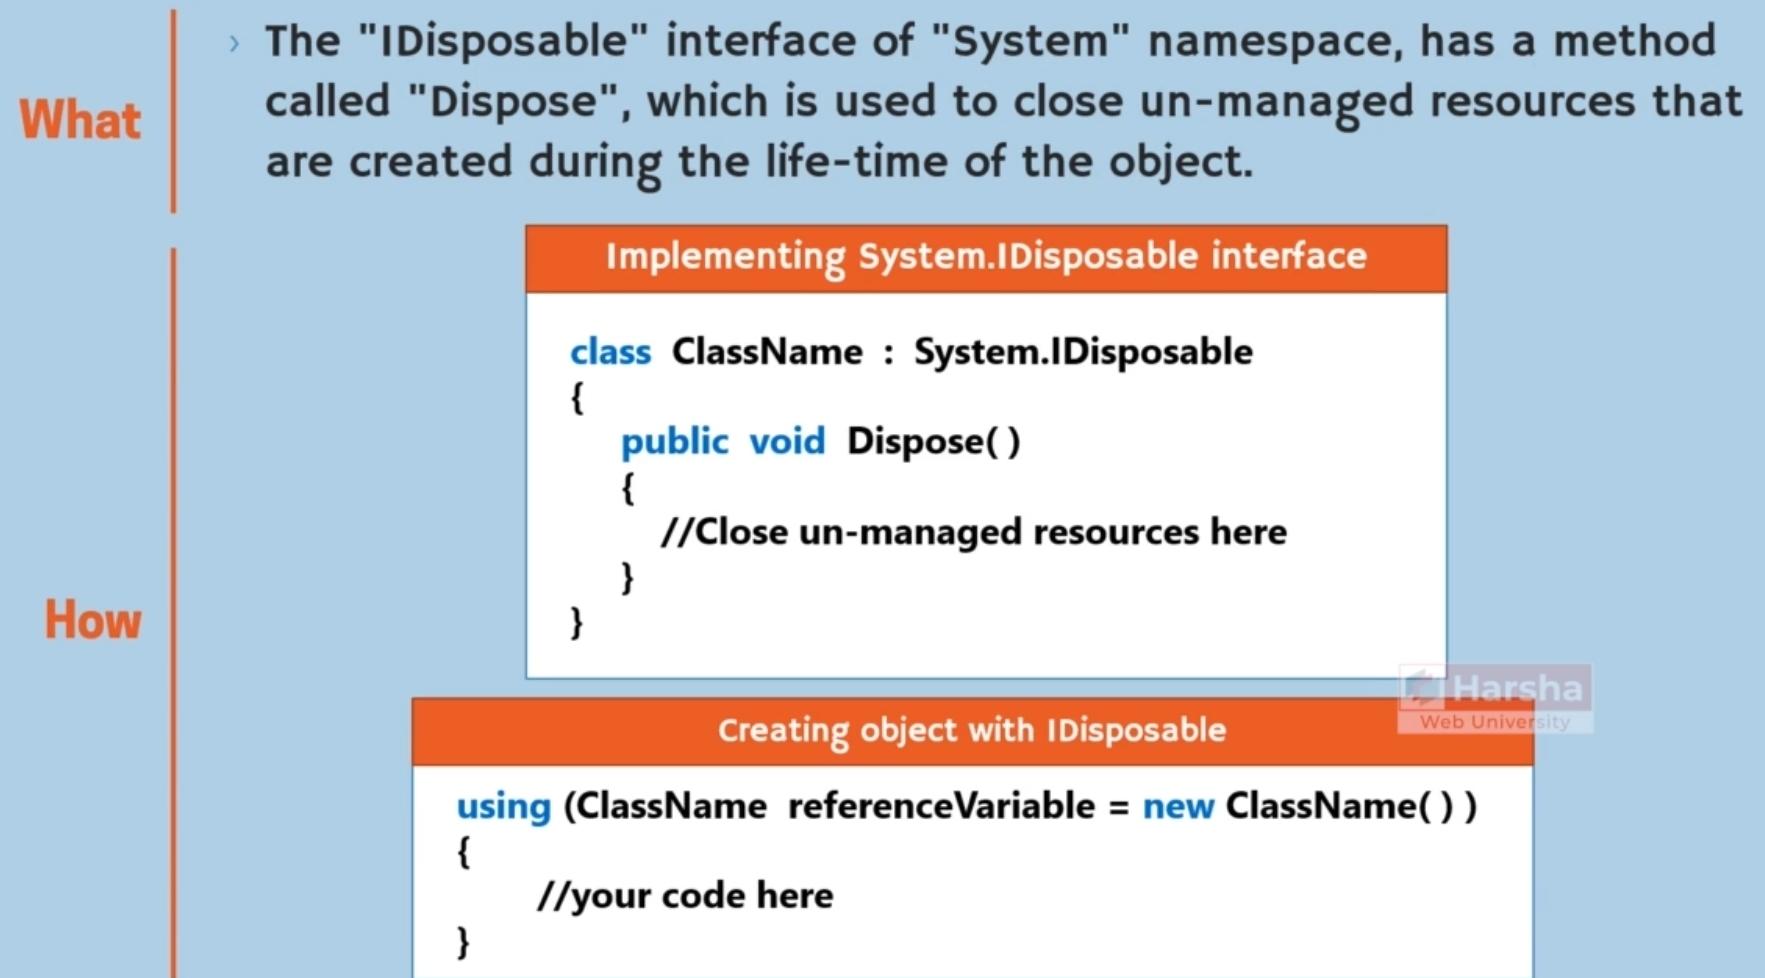 What
› The "IDisposable" interface of "System" namespace, has a method
called "Dispose", which is used to close un-managed resources that
are created during the life-time of the object.
How
Implementing System.IDisposable interface
class ClassName : System.IDisposable
{
public void Dispose( )
{
//Close un-managed resources here
}
}
Harsha
Web University
Creating object with IDisposable
using (ClassName referenceVariable = new ClassName( ) )
{
//your code here
}